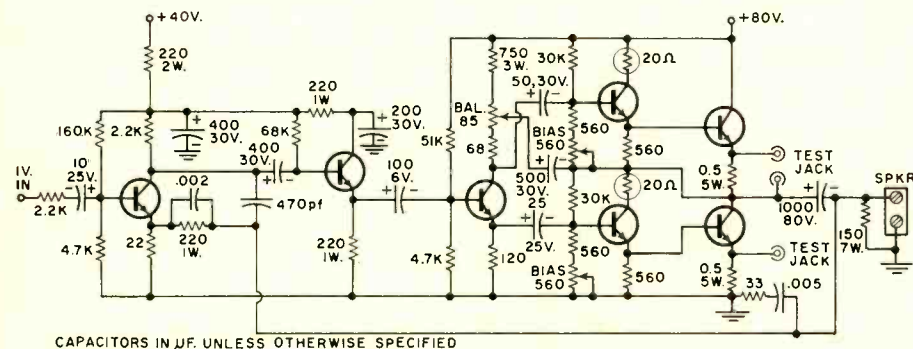 +40V.
220
2W.
160K
2.2K
+
400
30V.
1V.
IN
10
25V.
-
+
2.2K
.002
4.7K
22
220
1W.
470pf
68K
400
30V.
+
-
220
1W
+
200
30V.
220
1W.
100
6V.
+
-
51K
4.7K
750
3W.
BAL
85
68
120
50,30V.
+
-
30K
BIAS
560
560
+
-
500
30V.
25
+
-
25V.
30K
560
BIAS
560
20Ω
560
20Ω
560
+80V.
0.5
5W.
TEST
JACK
+
-
1000
80V.
TEST
JACK
0.5
5W.
33
.005
150
7W.
SPKR
CAPACITORS IN µF. UNLESS OTHERWISE SPECIFIED